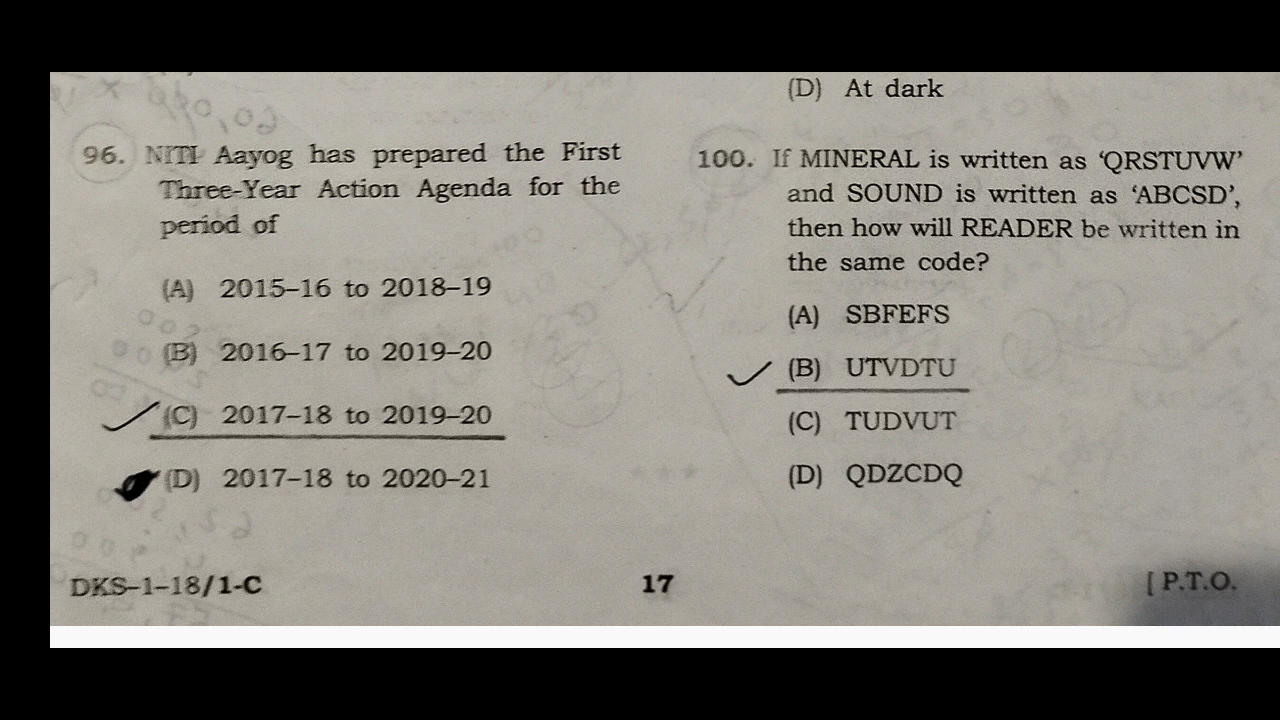 96. NITI Aayog has prepared the First
Three-Year Action Agenda for the
period of
(A) 2015–16 to 2018–19
(B) 2016–17 to 2019–20
(C) 2017–18 to 2019–20
(D) 2017–18 to 2020–21
(D) At dark
100. If MINERAL is written as ‘QRSTUVW’
and SOUND is written as ‘ABCSD’,
then how will READER be written in
the same code?
(A) SBFEFS
(B) UTVDTU
(C) TUDVUT
(D) QDZCDQ
DKS–1–18/1-C
17
[ P.T.O.